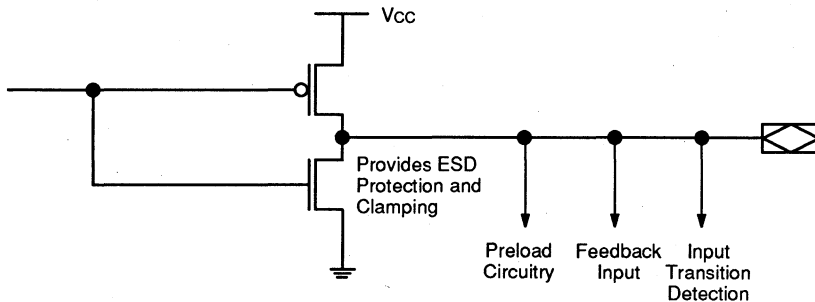 Vcc
Provides ESD
Protection and
Clamping
Preload
Circuitry
Feedback
Input
Input
Transition
Detection